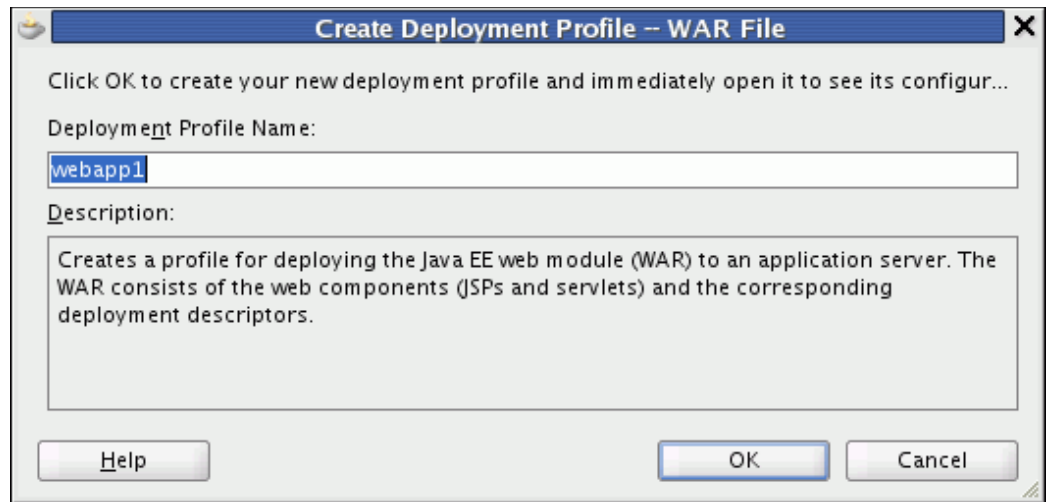 Create Deployment Profile -- WAR File
Click OK to create your new deployment profile and immediately open it to see its configur...
Deployment Profile Name:
webapp1
Description:
Creates a profile for deploying the Java EE web module (WAR) to an application server. The
WAR consists of the web components (JSPs and servlets) and the corresponding
deployment descriptors.
Help OK Cancel